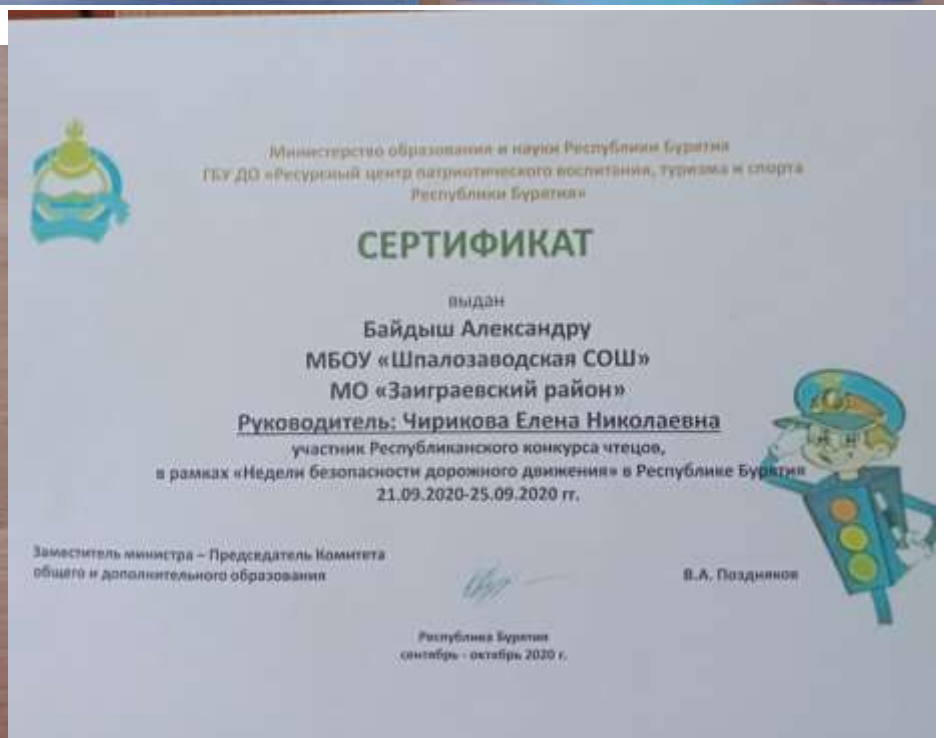 Министерство образования и науки Республики Бурятия
ГБУ ДО «Ресурсный центр патриотического воспитания, туризма и спорта
Республики Бурятия»
СЕРТИФИКАТ
выдан
Байдыш Александру
МБОУ «Шпалозаводская СОШ»
МО «Заиграевский район»
Руководитель: Чирикова Елена Николаевна
участник Республиканского конкурса чтецов,
в рамках «Недели безопасности дорожного движения» в Республике Бурятия
21.09.2020-25.09.2020 гг.
Заместитель министра – Председатель Комитета
общего и дополнительного образования
В.А. Поздняков
Республика Бурятия
сентябрь - октябрь 2020 г.